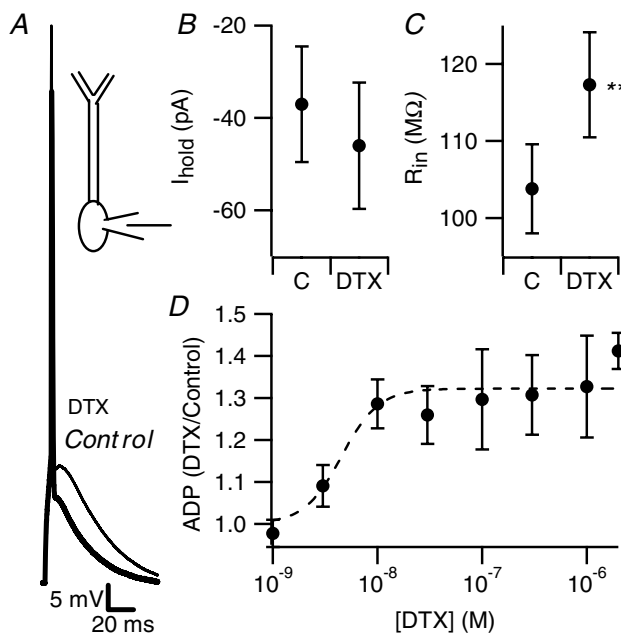 A
DTX
Control
5 mV
20 ms
B
I_hold (pA)
-20
-40
-60
C DTX
C
R_in (MΩ)
120
110
100
**
C DTX
D
ADP (DTX/Control)
1.5
1.4
1.3
1.2
1.1
1.0
10^-9 10^-8 10^-7 10^-6
[DTX] (M)